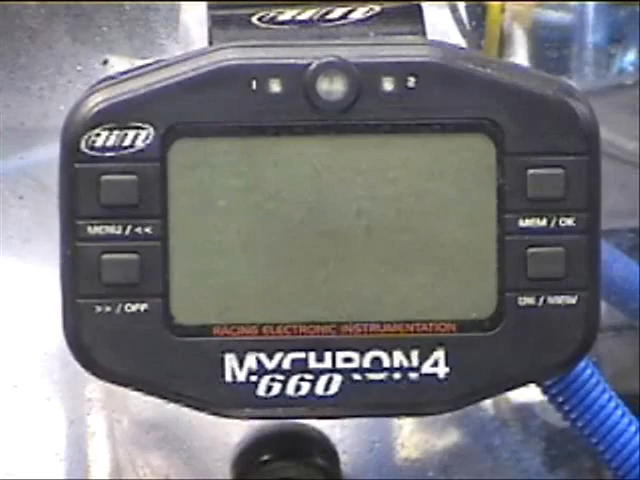 AiM
1 2
AiM
MENU / <<
MEM / OK
>> / OFF
ON / VIEW
RACING ELECTRONIC INSTRUMENTATION
MYCHRON4
660